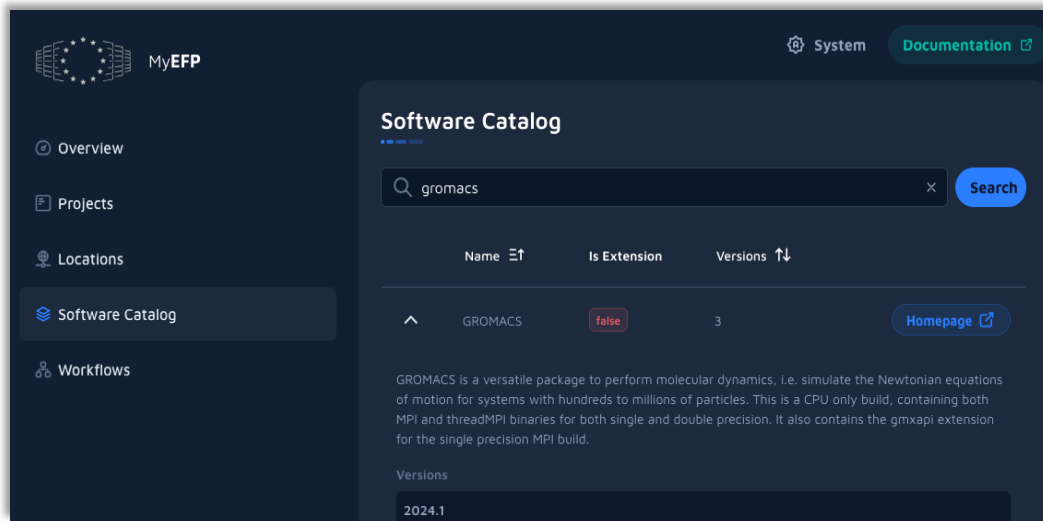 MyEFP
System
Documentation
Overview
Projects
Locations
Software Catalog
Workflows
Software Catalog
gromacs
Search
Name
Is Extension
Versions
GROMACS
false
3
Homepage
GROMACS is a versatile package to perform molecular dynamics, i.e. simulate the Newtonian equations
of motion for systems with hundreds to millions of particles. This is a CPU only build, containing both
MPI and threadMPI binaries for both single and double precision. It also contains the gmxapi extension
for the single precision MPI build.
Versions
2024.1